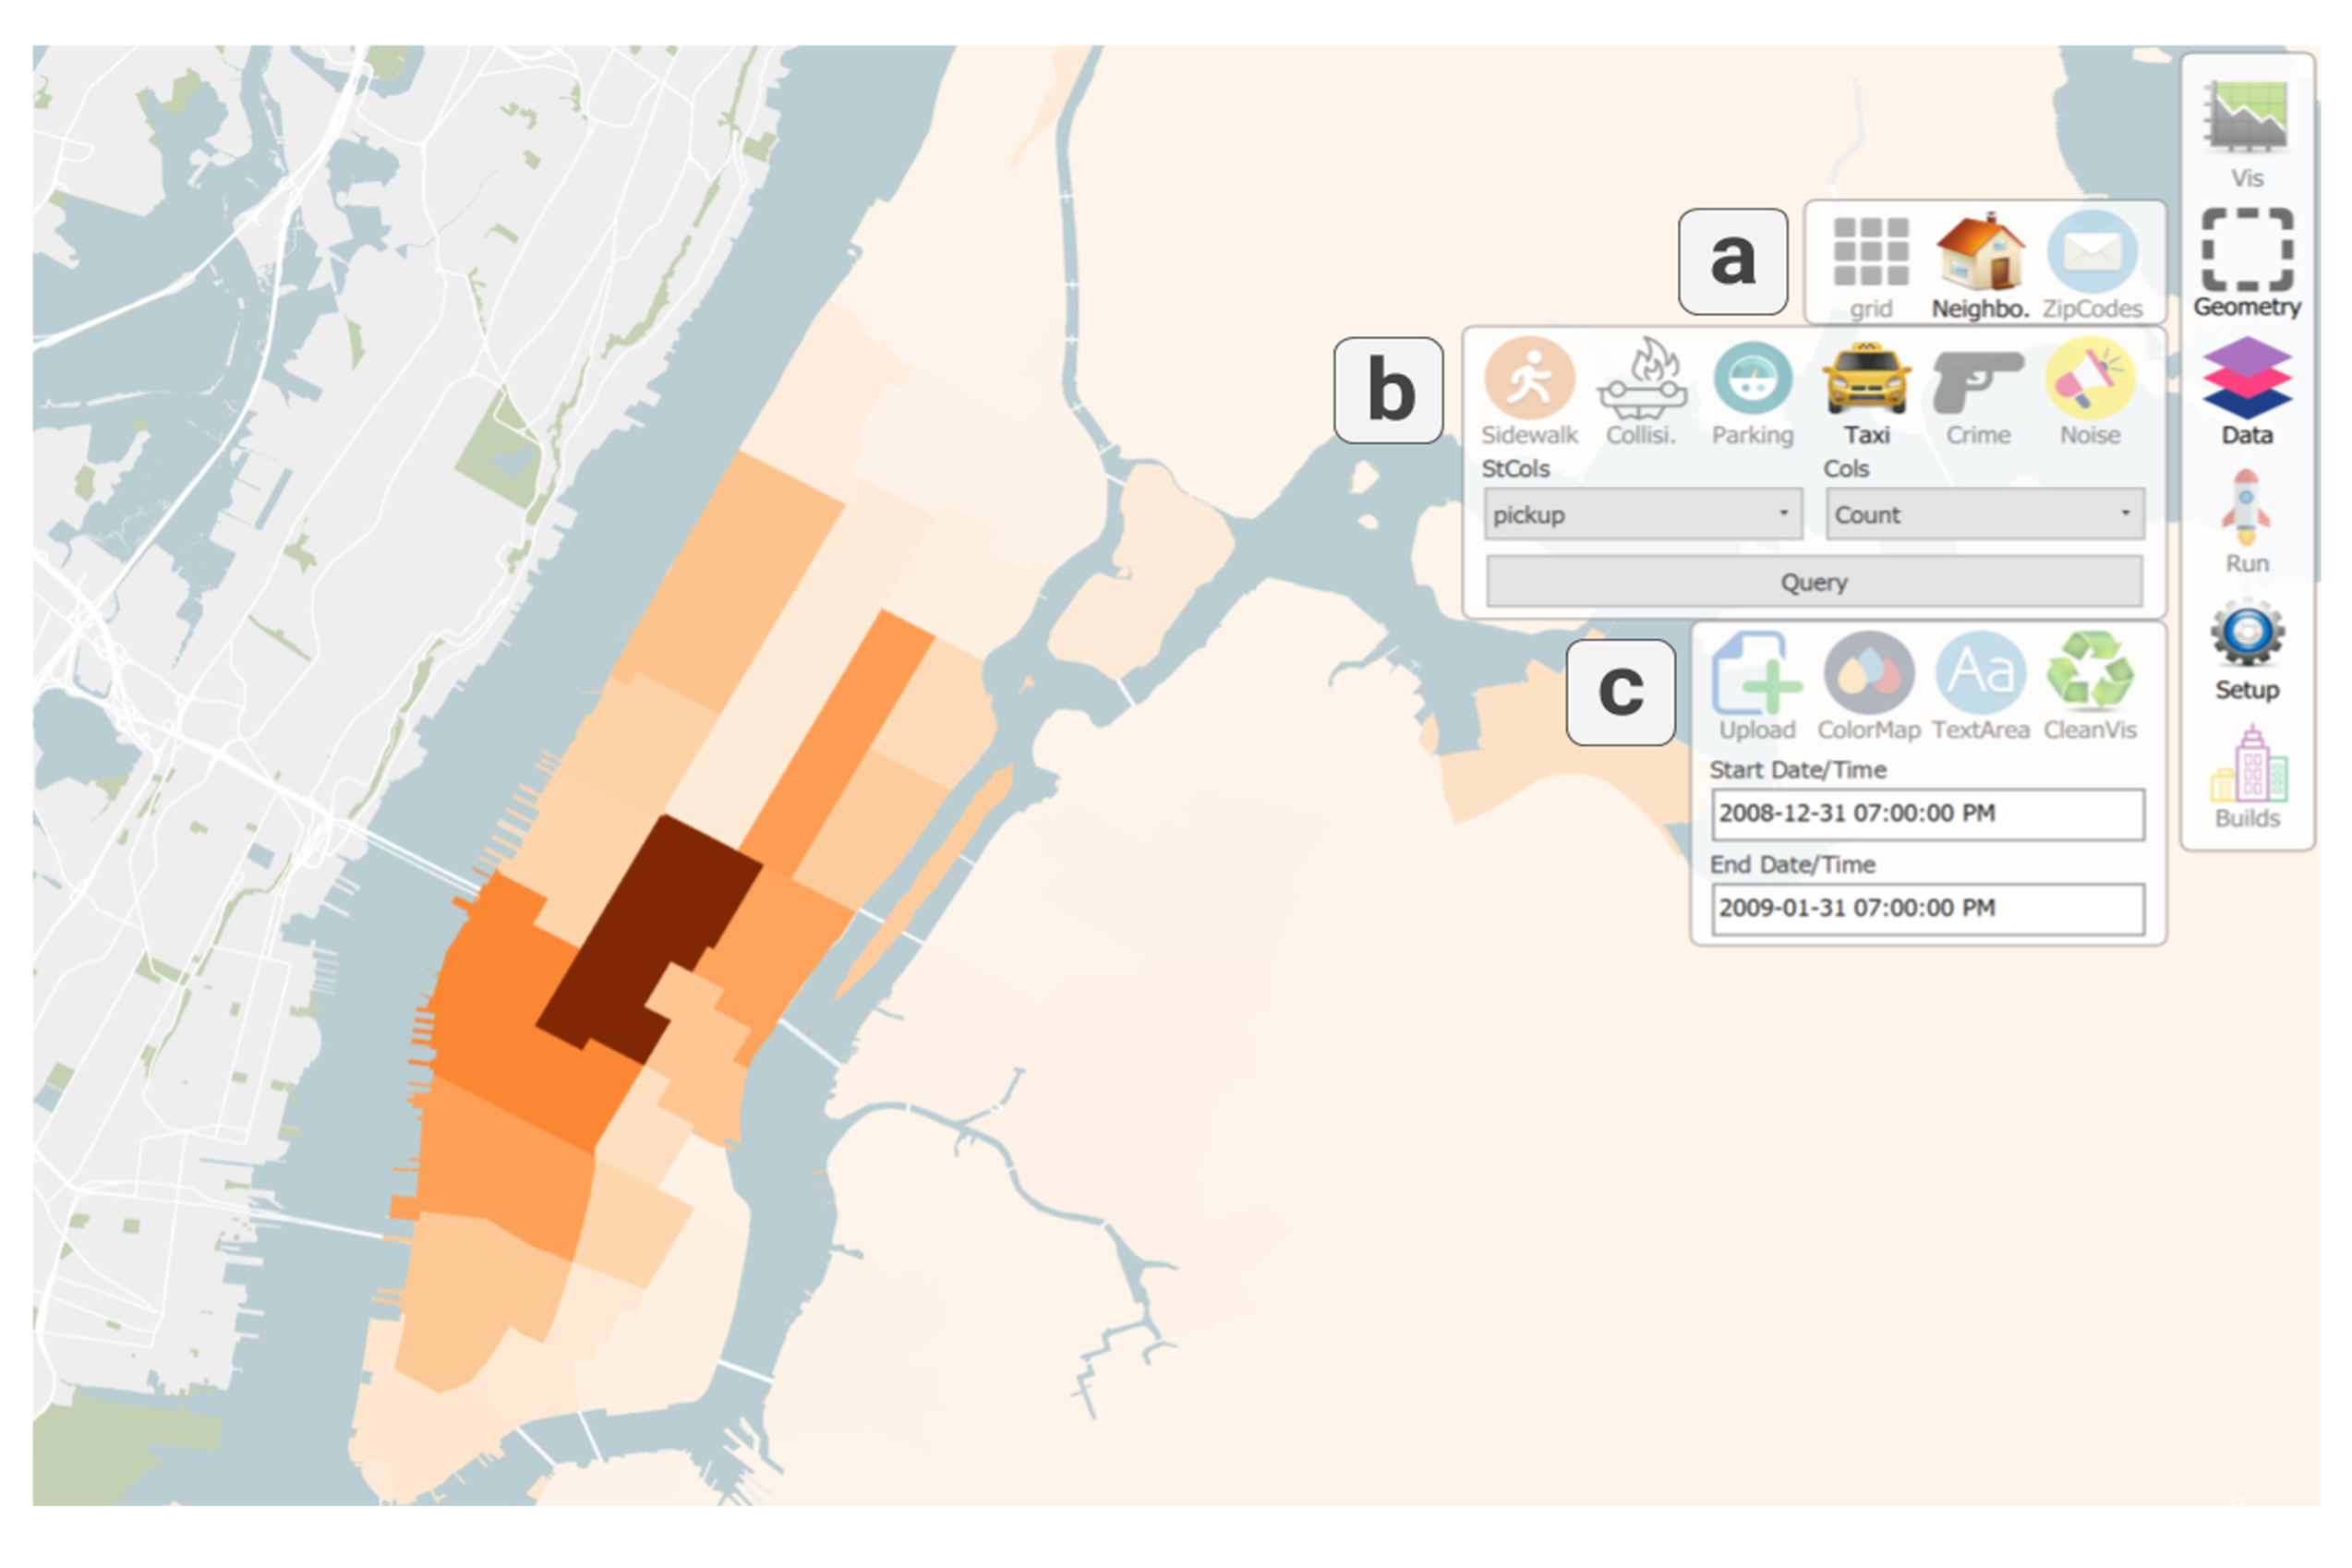 Vis
a
grid Neighbo. ZipCodes
Geometry
b
Sidewalk Collisi. Parking Taxi Crime Noise
Data
StCols Cols
pickup Count
Query
Run
c
Setup
Aa
Upload ColorMap TextArea CleanVis
Start Date/Time
2008-12-31 07:00:00 PM
Builds
End Date/Time
2009-01-31 07:00:00 PM